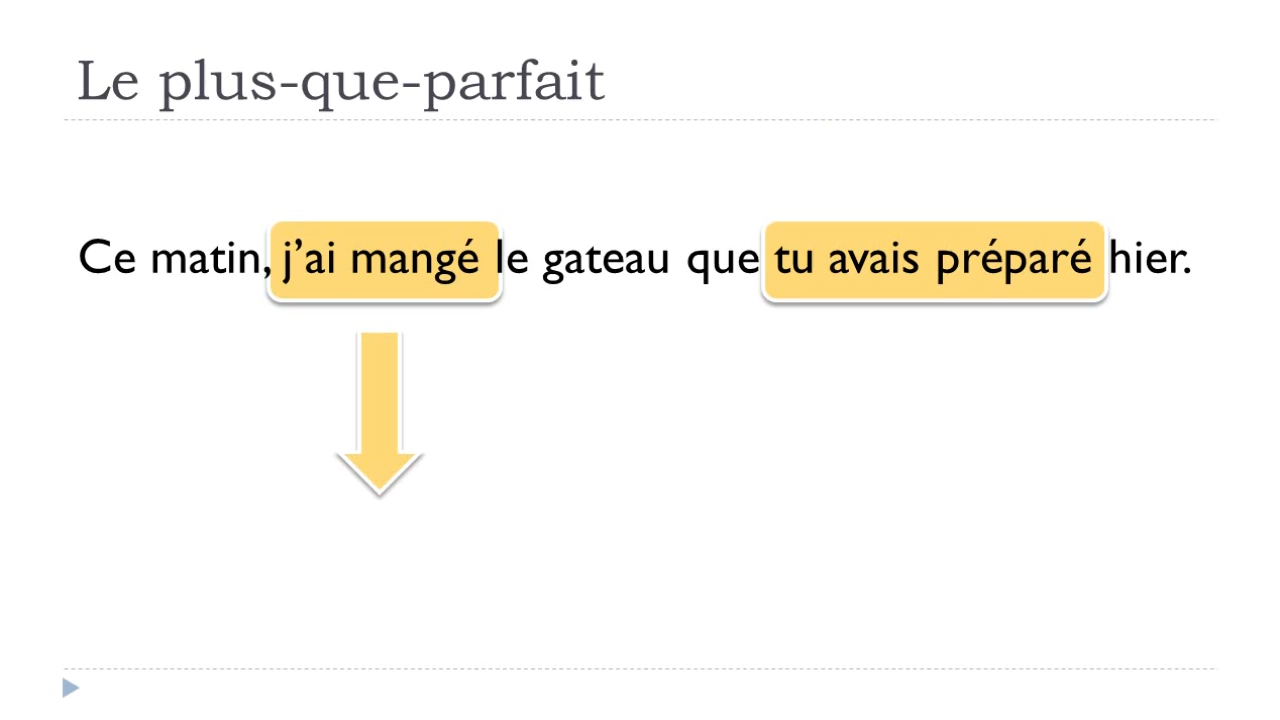 Le plus-que-parfait
Ce matin, j’ai mangé le gateau que tu avais préparé hier.